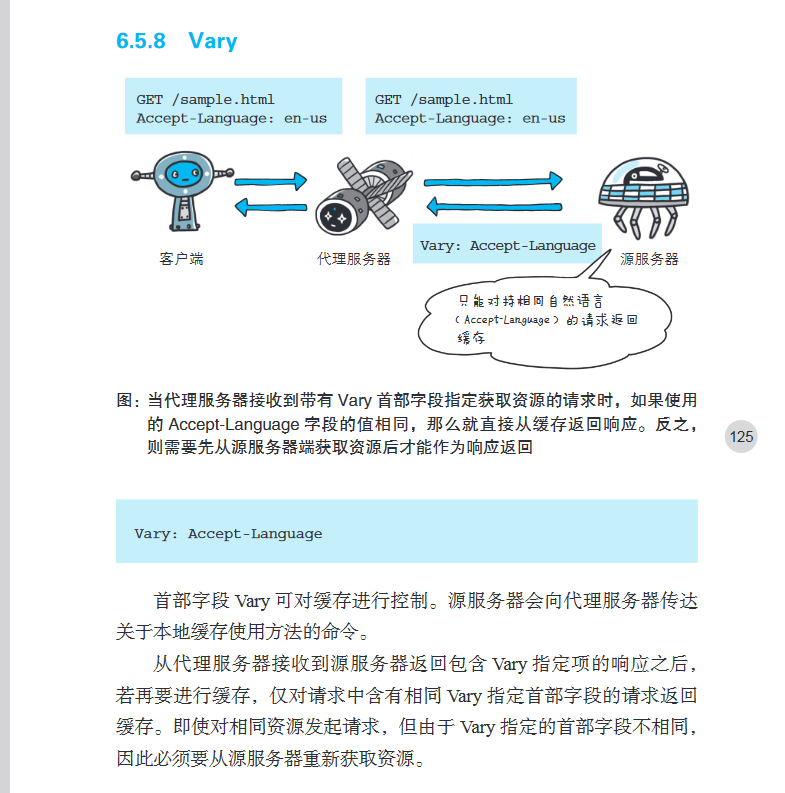 6.5.8 Vary
GET /sample.html
Accept-Language: en-us
GET /sample.html
Accept-Language: en-us
Vary: Accept-Language
客户端
代理服务器
源服务器
只能对持相同自然语言
(Accept-Language)的请求返回
缓存
图：当代理服务器接收到带有 Vary 首部字段指定获取资源的请求时，如果使用
的 Accept-Language 字段的值相同，那么就直接从缓存返回响应。反之，
则需要先从源服务器端获取资源后才能作为响应返回
125
Vary: Accept-Language
首部字段 Vary 可对缓存进行控制。源服务器会向代理服务器传达
关于本地缓存使用方法的命令。
从代理服务器接收到源服务器返回包含 Vary 指定项的响应之后，
若再要进行缓存，仅对请求中含有相同 Vary 指定首部字段的请求返回
缓存。即使对相同资源发起请求，但由于 Vary 指定的首部字段不相同，
因此必须要从源服务器重新获取资源。